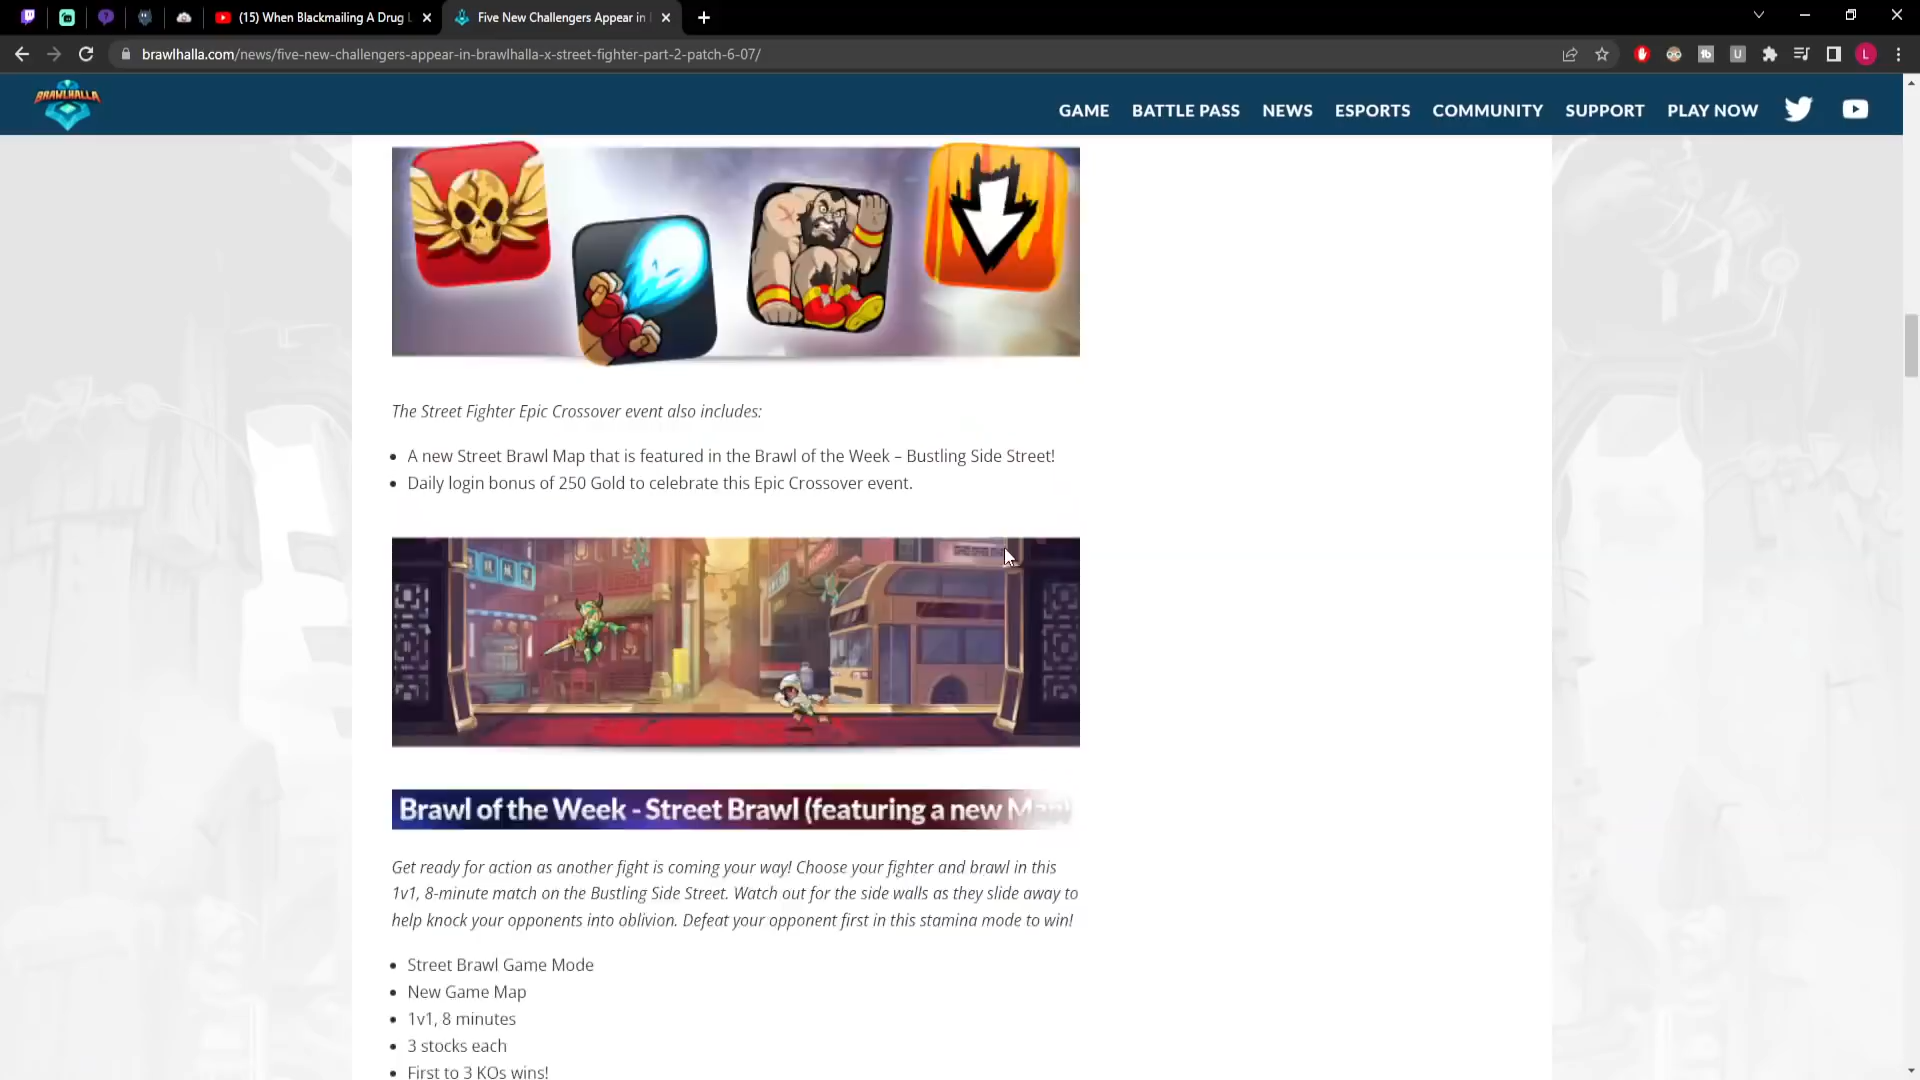 (15) When Blackmailing A Drug
Five New Challengers Appear in
brawlhalla.com/news/five-new-challengers-appear-in-brawlhalla-x-street-fighter-part-2-patch-6-07/
L
BRAWLHALLA
GAME BATTLE PASS NEWS ESPORTS COMMUNITY SUPPORT PLAY NOW
The Street Fighter Epic Crossover event also includes:
• A new Street Brawl Map that is featured in the Brawl of the Week – Bustling Side Street!
• Daily login bonus of 250 Gold to celebrate this Epic Crossover event.
Brawl of the Week - Street Brawl (featuring a new Map)
Get ready for action as another fight is coming your way! Choose your fighter and brawl in this
1v1, 8-minute match on the Bustling Side Street. Watch out for the side walls as they slide away to
help knock your opponents into oblivion. Defeat your opponent first in this stamina mode to win!
• Street Brawl Game Mode
• New Game Map
• 1v1, 8 minutes
• 3 stocks each
• First to 3 KOs wins!